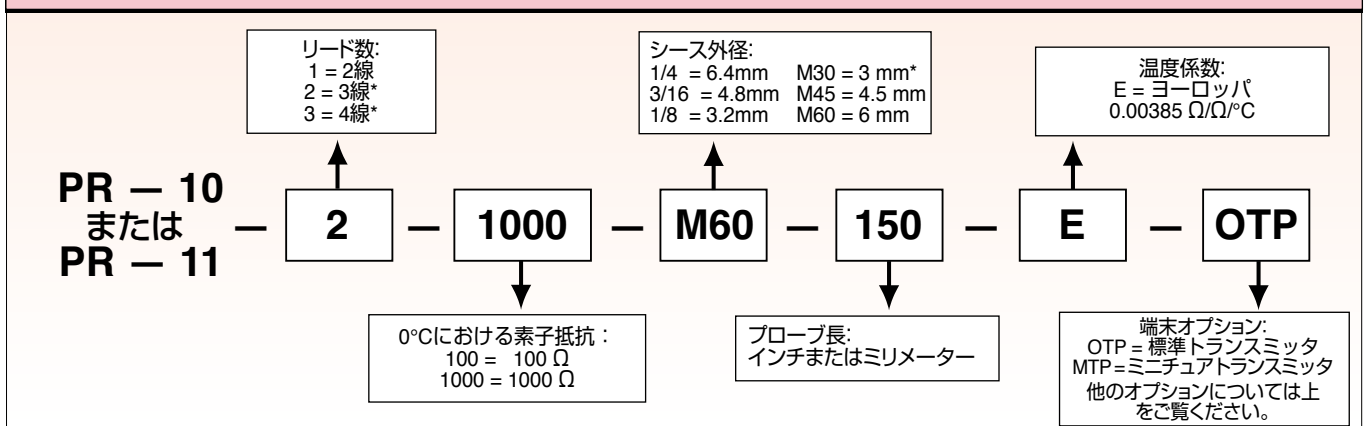 リード数:
1 = 2線
2 = 3線*
3 = 4線*
シース外径:
1/4 = 6.4mm M30 = 3 mm*
3/16 = 4.8mm M45 = 4.5 mm
1/8 = 3.2mm M60 = 6 mm
温度係数:
E = ヨーロッパ
0.00385 Ω/Ω/°C
PR — 10
または
PR — 11
— 2 — 1000 — M60 — 150 — E — OTP
0°Cにおける素子抵抗：
100 = 100 Ω
1000 = 1000 Ω
プローブ長:
インチまたはミリメーター
端末オプション:
OTP = 標準トランスミッタ
MTP=ミニチュアトランスミッタ
他のオプションについては上
をご覧ください。